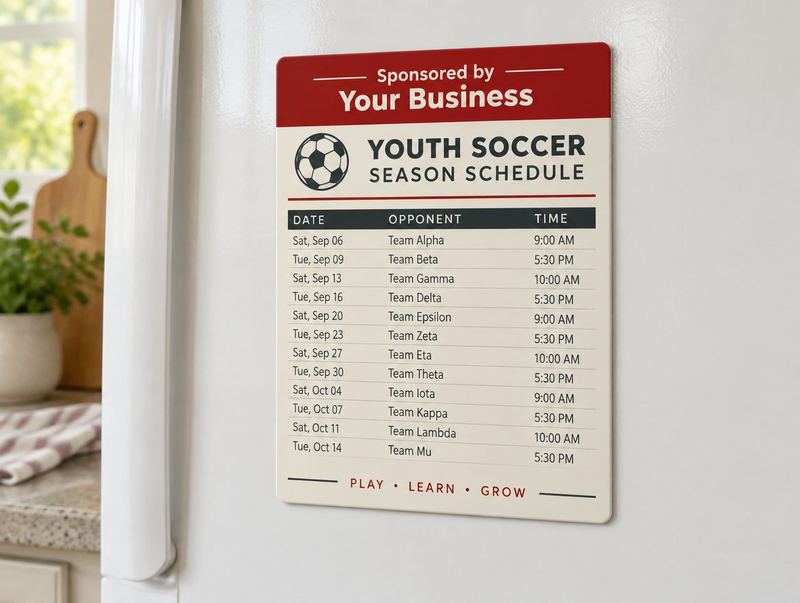 Sponsored by
Your Business
YOUTH SOCCER
SEASON SCHEDULE
DATE OPPONENT TIME
Sat, Sep 06 Team Alpha 9:00 AM
Tue, Sep 09 Team Beta 5:30 PM
Sat, Sep 13 Team Gamma 10:00 AM
Tue, Sep 16 Team Delta 5:30 PM
Sat, Sep 20 Team Epsilon 9:00 AM
Tue, Sep 23 Team Zeta 5:30 PM
Sat, Sep 27 Team Eta 10:00 AM
Tue, Sep 30 Team Theta 5:30 PM
Sat, Oct 04 Team Iota 9:00 AM
Tue, Oct 07 Team Kappa 5:30 PM
Sat, Oct 11 Team Lambda 10:00 AM
Tue, Oct 14 Team Mu 5:30 PM
PLAY • LEARN • GROW